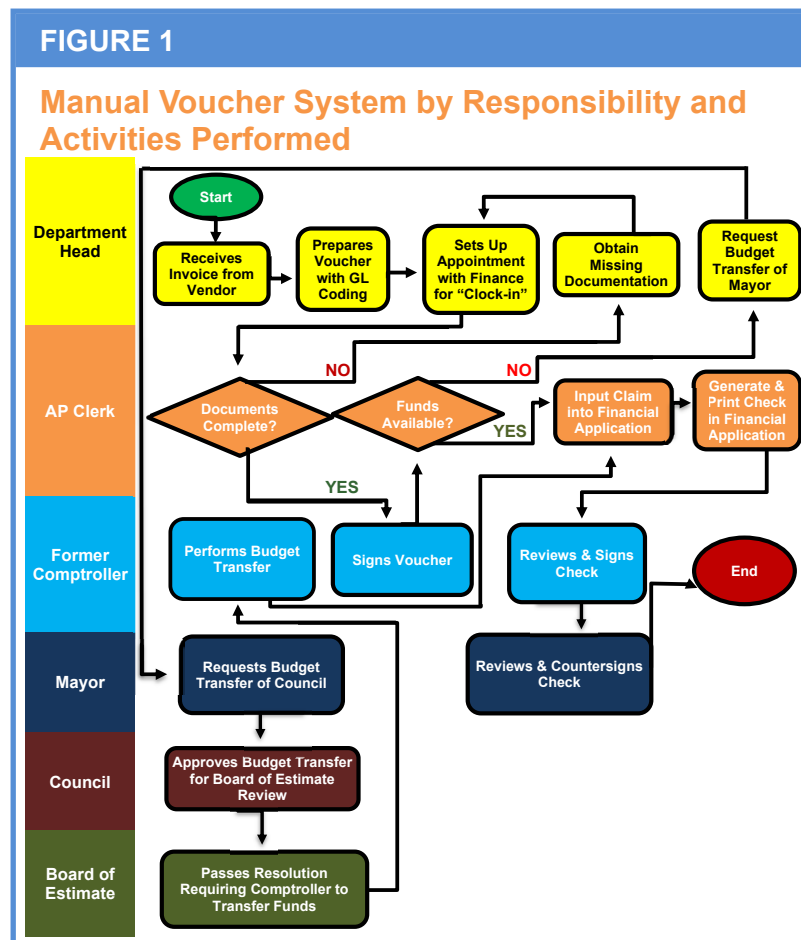 FIGURE 1
Manual Voucher System by Responsibility and
Activities Performed
Department
Head
Start
Receives
Invoice from
Vendor
Prepares
Voucher
with GL
Coding
Sets Up
Appointment
with Finance
for “Clock-in”
Obtain
Missing
Documentation
Request
Budget
Transfer of
Mayor
AP Clerk
Documents
Complete?
NO
YES
Funds
Available?
NO
YES
Input Claim
into Financial
Application
Generate &
Print Check
in Financial
Application
Former
Comptroller
Performs Budget
Transfer
Signs Voucher
Reviews & Signs
Check
End
Mayor
Requests Budget
Transfer of Council
Reviews & Countersigns
Check
Council
Approves Budget Transfer
for Board of Estimate
Review
Board of
Estimate
Passes Resolution
Requiring Comptroller to
Transfer Funds